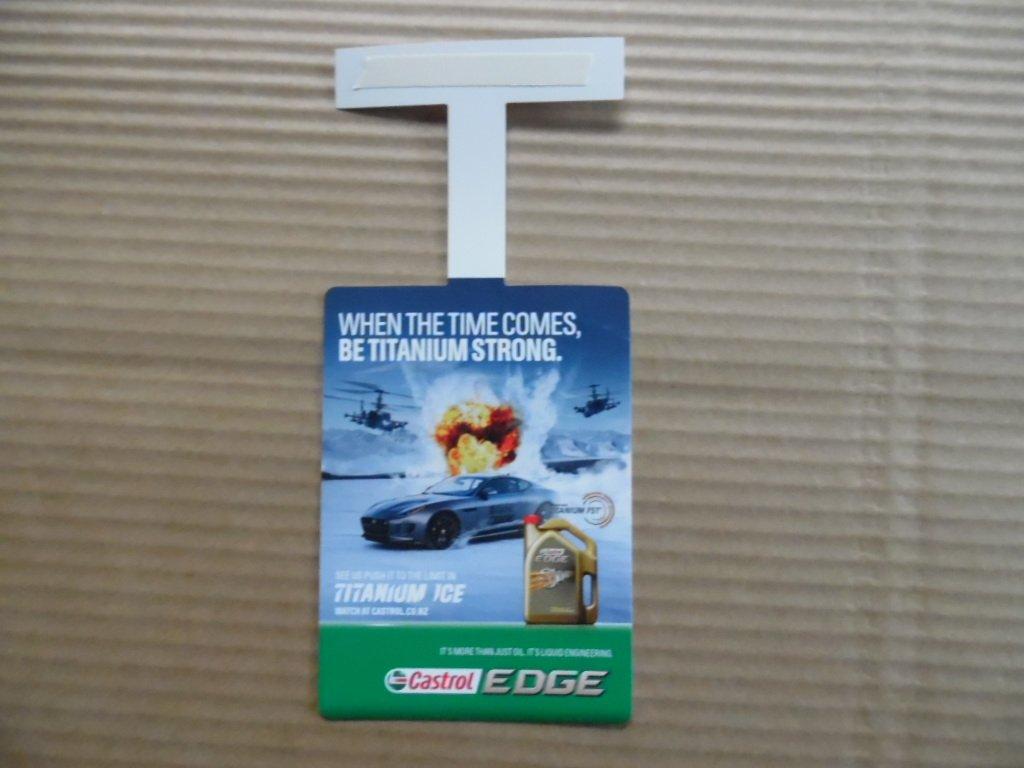 WHEN THE TIME COMES,
BE TITANIUM STRONG.
TITANIUM FST
SEE US PUSH IT TO THE LIMIT IN
TITANIUM ICE
WATCH AT CASTROL.CO.NZ
EDGE
IT'S MORE THAN JUST OIL. IT'S LIQUID ENGINEERING.
Castrol EDGE